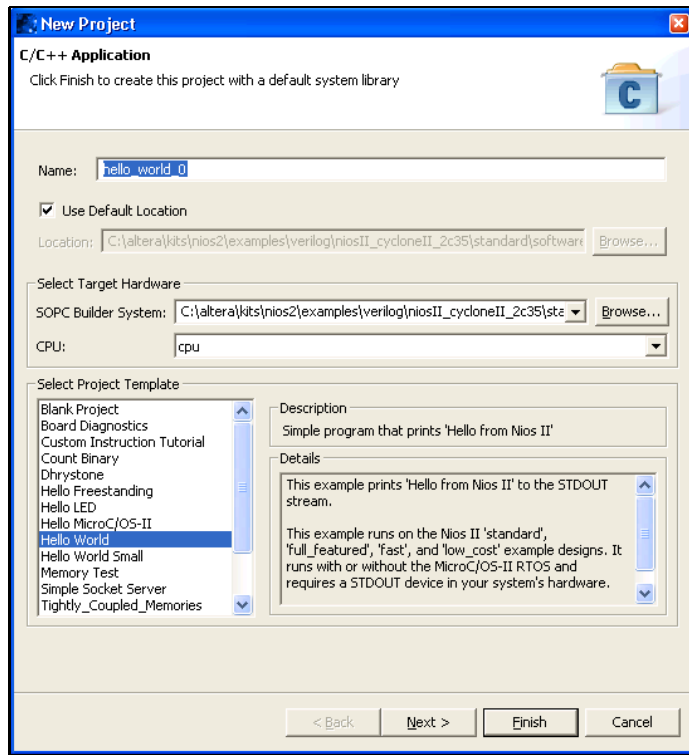 New Project
C/C++ Application
Click Finish to create this project with a default system library
C
Name: hello_world_0
Use Default Location
Location: C:\altera\kits\nios2\examples\verilog\niosII_cycloneII_2c35\standard\software Browse...
Select Target Hardware
SOPC Builder System: C:\altera\kits\nios2\examples\verilog\niosII_cycloneII_2c35\sta Browse...
CPU: cpu
Select Project Template
Blank Project
Board Diagnostics
Custom Instruction Tutorial
Count Binary
Dhrystone
Hello Freestanding
Hello LED
Hello MicroC/OS-II
Hello World
Hello World Small
Memory Test
Simple Socket Server
Tightly_Coupled_Memories
Description
Simple program that prints 'Hello from Nios II'
Details
This example prints 'Hello from Nios II' to the STDOUT
stream.
This example runs on the Nios II 'standard',
'full_featured', 'fast', and 'low_cost' example designs. It
runs with or without the MicroC/OS-II RTOS and
requires a STDOUT device in your system's hardware.
< Back Next > Finish Cancel